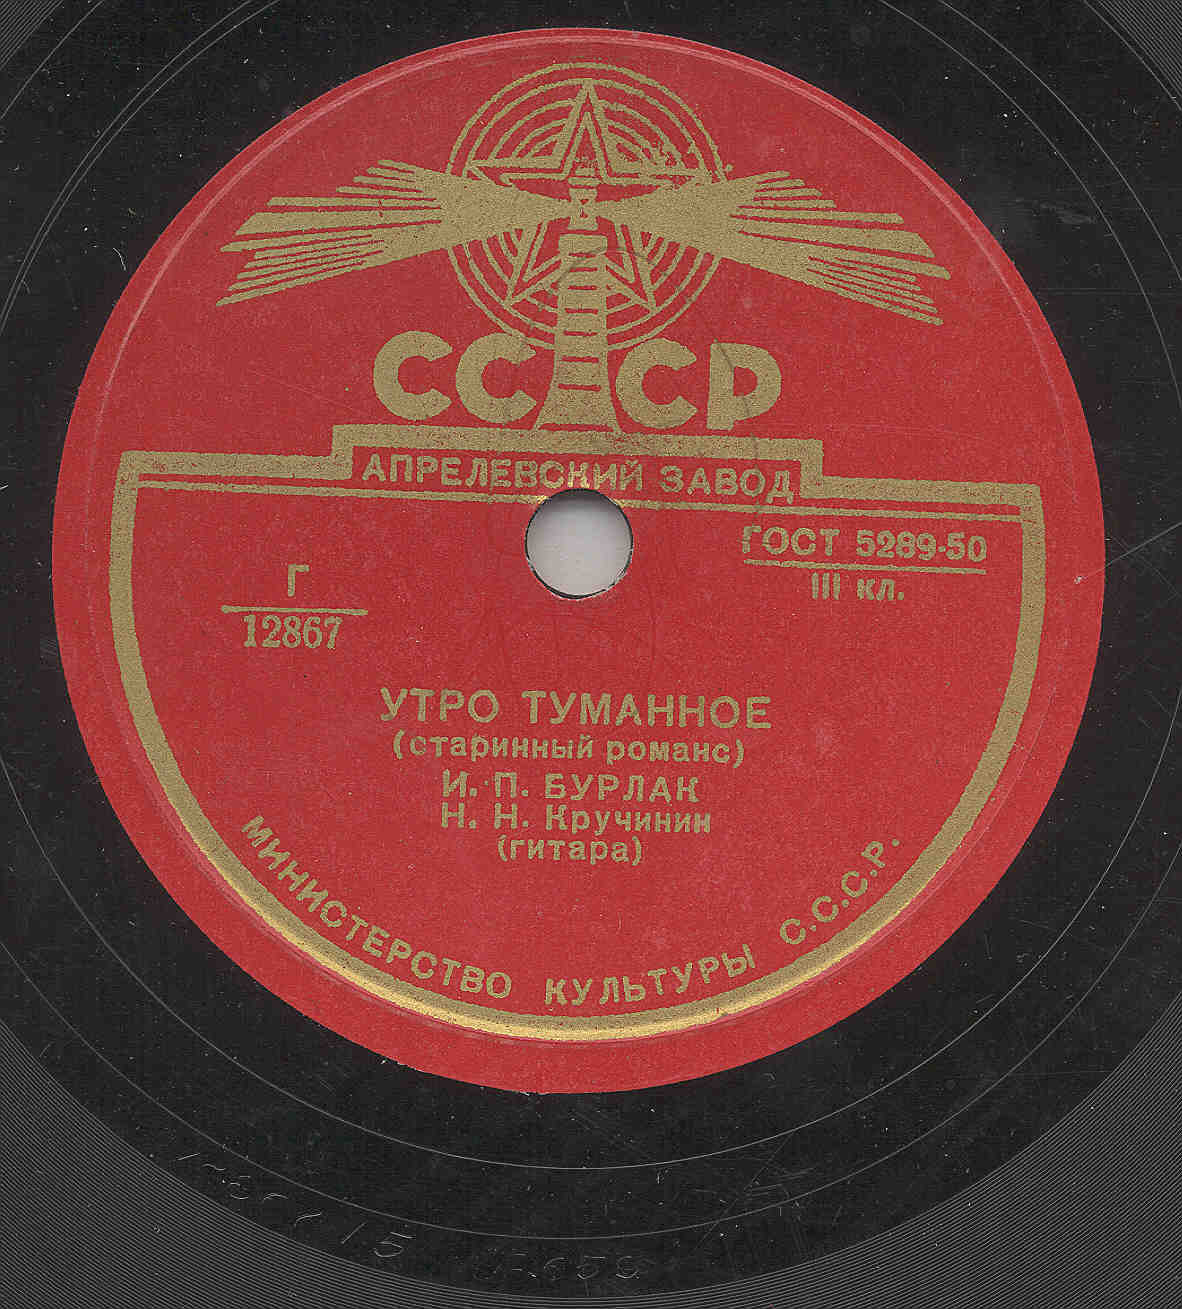 СССР
АПРЕЛЕВСКИЙ ЗАВОД
ГОСТ 5289-50
III кл.
Г
12867
УТРО ТУМАННОЕ
(старинный романс)
И. П. БУРЛАК
Н. Н. Кручинин
(гитара)
МИНИСТЕРСТВО КУЛЬТУРЫ С.С.С.Р.